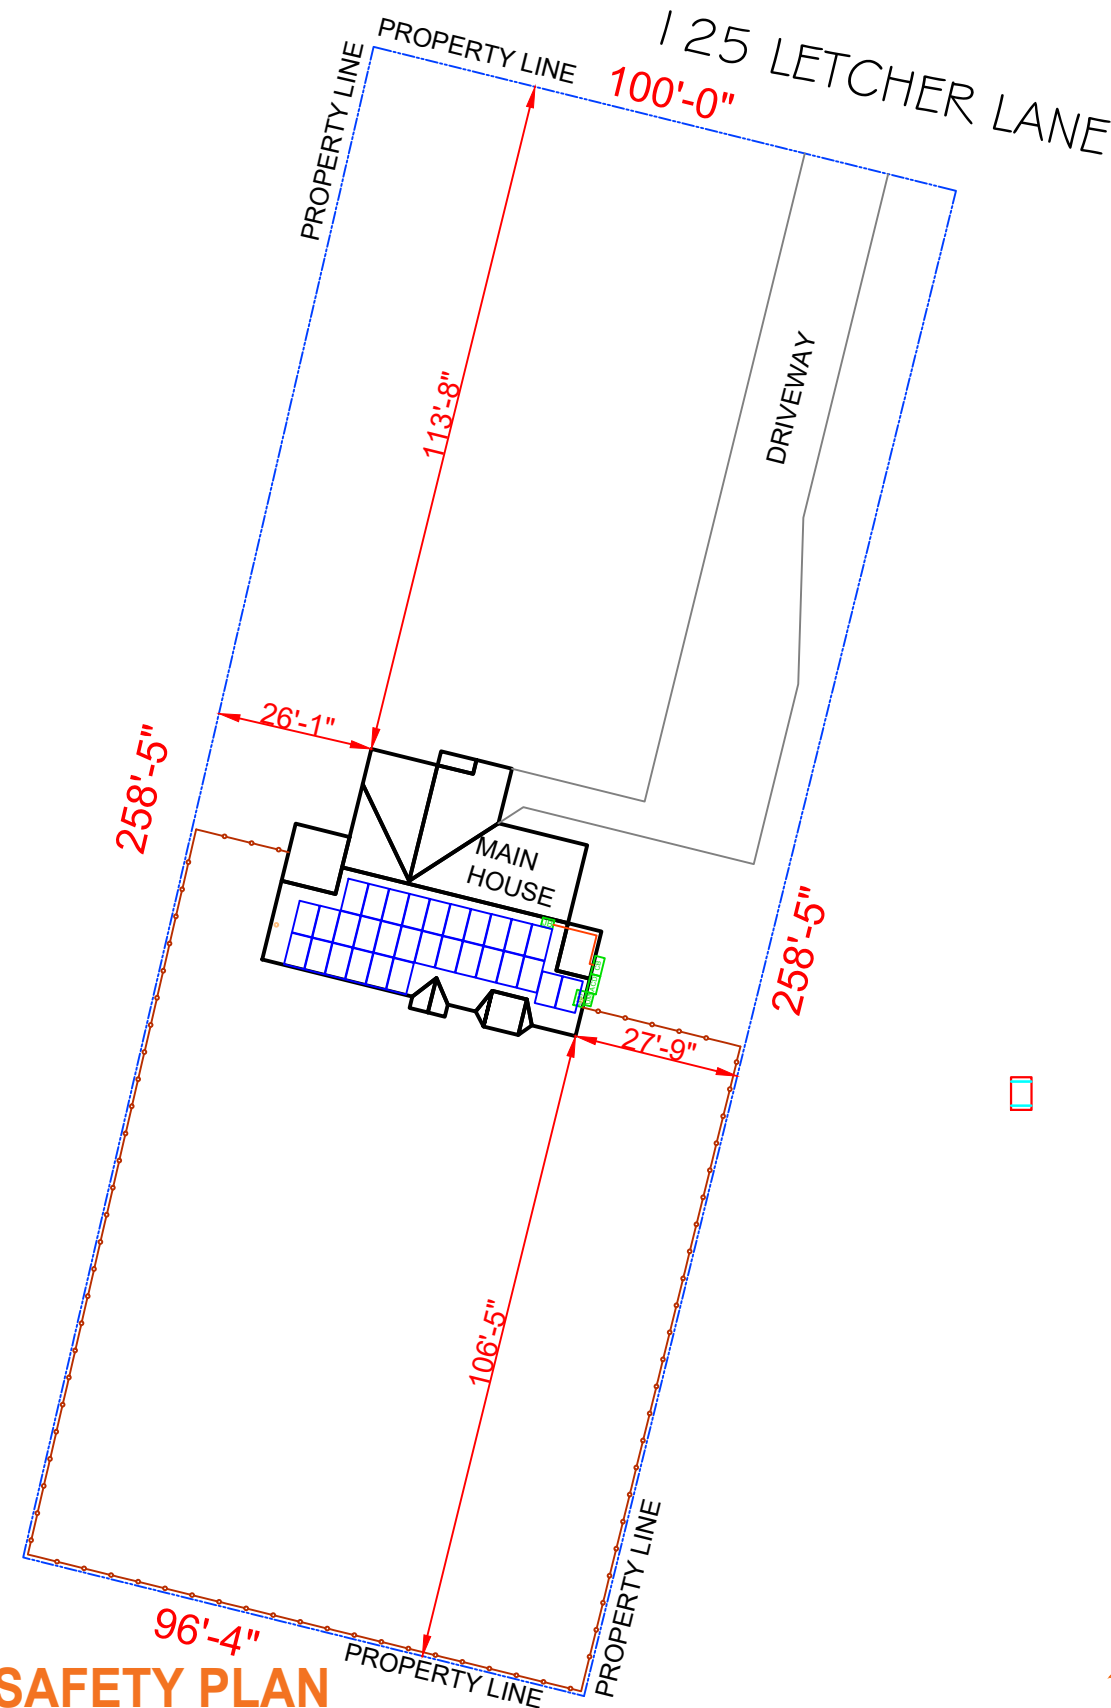 125 LETCHER LANE
PROPERTY LINE
100'-0"
PROPERTY LINE
DRIVEWAY
113'-8"
26'-1"
258'-5"
MAIN
HOUSE
258'-5"
27'-9"
106'-5"
PROPERTY LINE
96'-4"
PROPERTY LINE
SAFETY PLAN